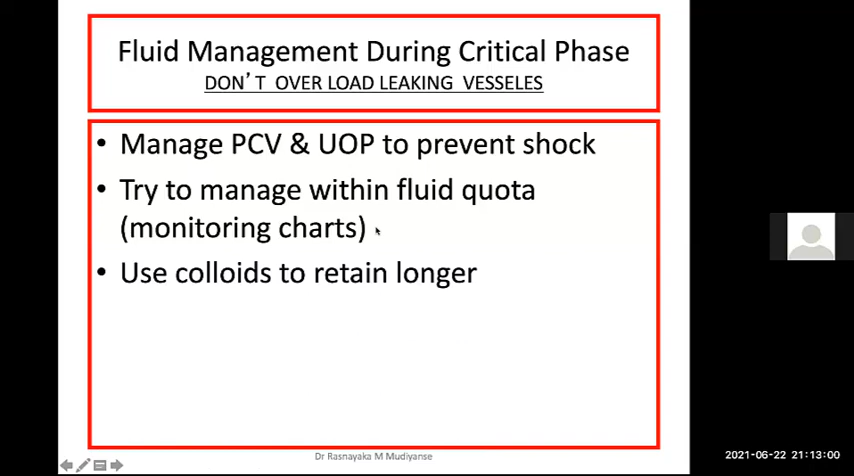 Fluid Management During Critical Phase
DON'T OVER LOAD LEAKING VESSELES
• Manage PCV & UOP to prevent shock
• Try to manage within fluid quota
(monitoring charts)
• Use colloids to retain longer
Dr Rasnayaka M Mudiyanse
2021-06-22 21:13:00